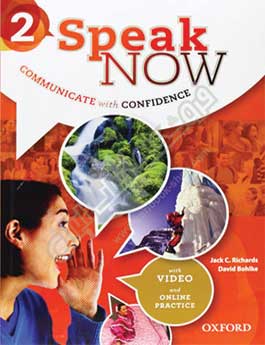 2 Speak
NOW
COMMUNICATE with CONFIDENCE
Jack C. Richards
David Bohlke
with
VIDEO
and
ONLINE
PRACTICE
OXFORD